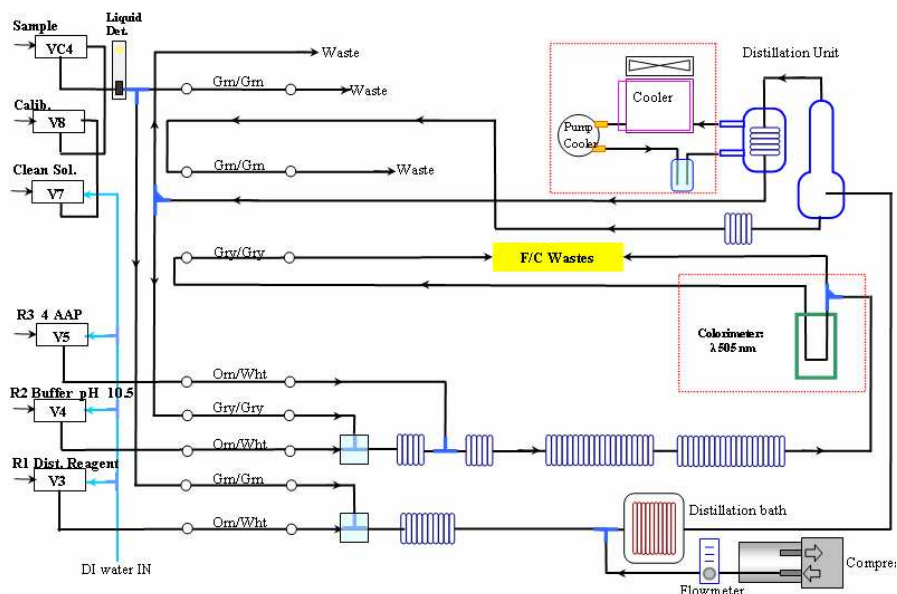 Sample
Liquid
Det.
VC4
Waste
Grn/Grn
Waste
Distillation Unit
Cooler
Pump
Cooler
Calib.
V8
Clean Sol.
V7
Grn/Grn
Waste
Gry/Gry
F/C Wastes
Colorimeter:
λ 505 nm
R3 4 AAP
V5
Orn/Wht
R2 Buffer pH 10.5
V4
Gry/Gry
Orn/Wht
R1 Dist. Reagent
V3
Grn/Grn
Orn/Wht
Distillation bath
DI water IN
Flowmeter
Compre